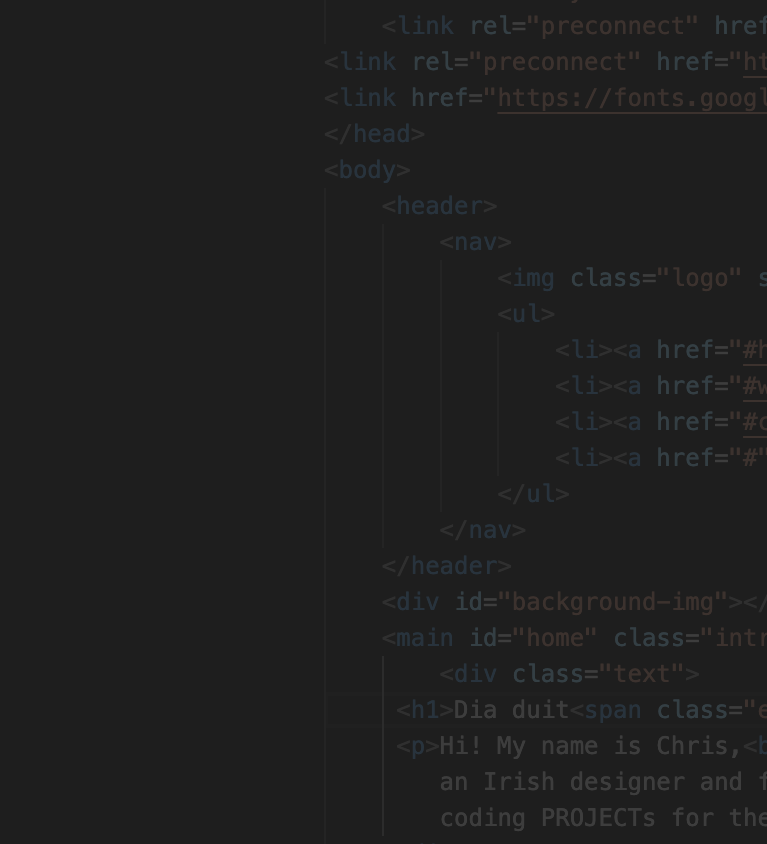 <link rel="preconnect" href
<link rel="preconnect" href="ht
<link href="https://fonts.googl
</head>
<body>
<header>
<nav>
<img class="logo" s
<ul>
<li><a href="#h
<li><a href="#w
<li><a href="#c
<li><a href="#"
</ul>
</nav>
</header>
<div id="background-img"></
<main id="home" class="intr
<div class="text">
<h1>Dia duit<span class="e
<p>Hi! My name is Chris,<b
an Irish designer and f
coding PROJECTs for the